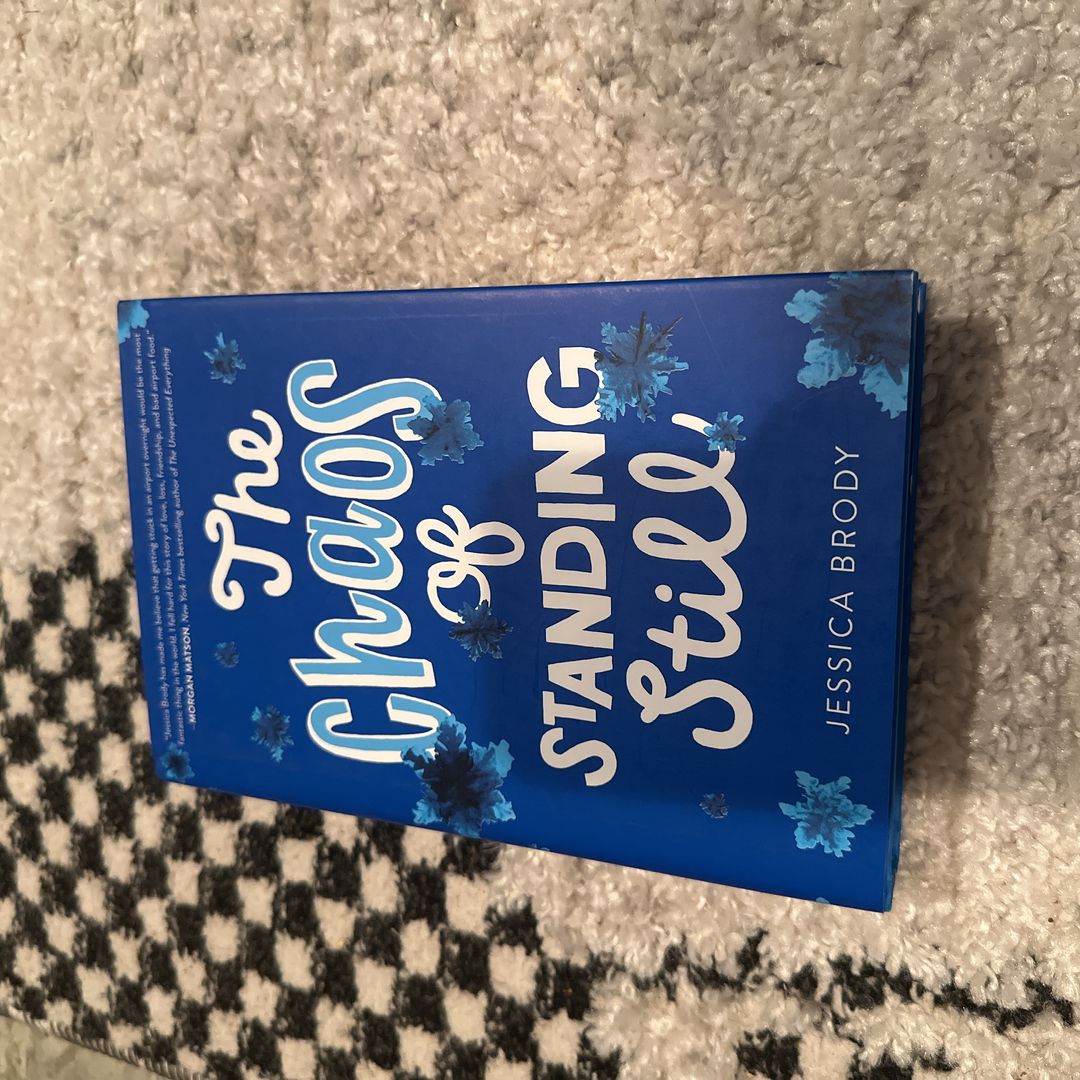 "Jessica Brody has made me believe that getting stuck in an airport overnight would be the most
fantastic thing in the world. I fell hard for this story of love, loss, friendship, and bad airport food."
—MORGAN MATSON, New York Times bestselling author of The Unexpected Everything
The
Chaos
of
STANDING
Still
JESSICA BRODY